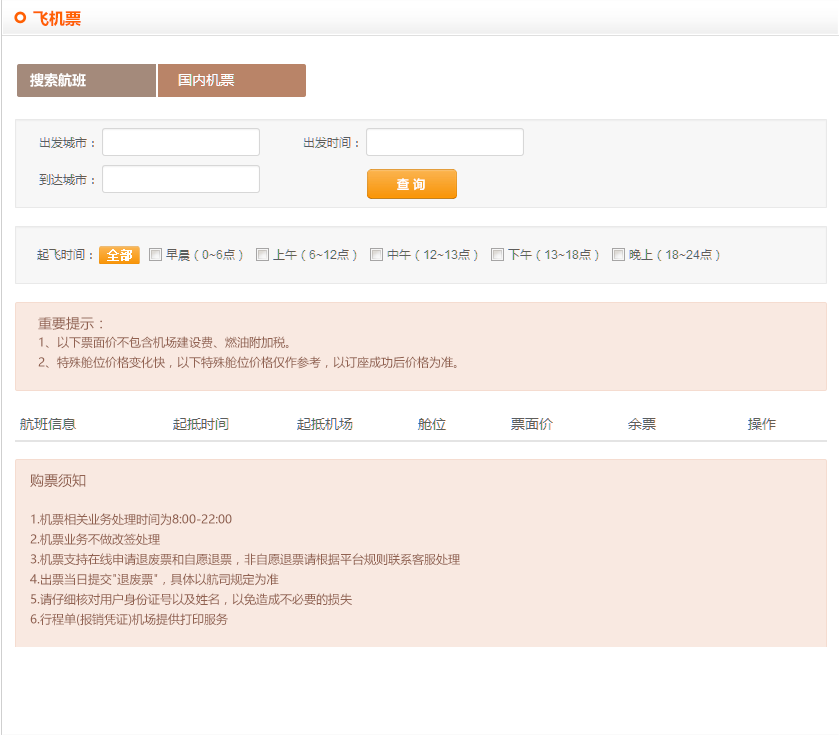 飞机票
搜索航班 国内机票
出发城市： 出发时间：
到达城市： 查 询
起飞时间： 全部 早晨（0~6点） 上午（6~12点） 中午（12~13点） 下午（13~18点） 晚上（18~24点）
重要提示：
1、以下票面价不包含机场建设费、燃油附加税。
2、特殊舱位价格变化快，以下特殊舱位价格仅作参考，以订座成功后价格为准。
航班信息 起抵时间 起抵机场 舱位 票面价 余票 操作
购票须知
1.机票相关业务处理时间为8:00-22:00
2.机票业务不做改签处理
3.机票支持在线申请退废票和自愿退票，非自愿退票请根据平台规则联系客服处理
4.出票当日提交"退废票"，具体以航司规定为准
5.请仔细核对用户身份证号以及姓名，以免造成不必要的损失
6.行程单(报销凭证)机场提供打印服务